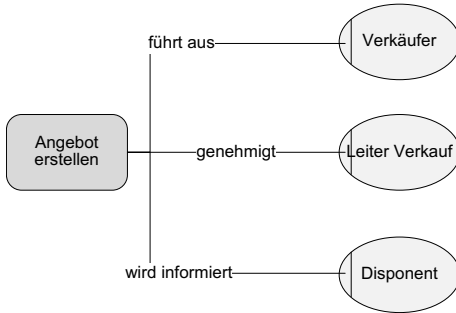 führt aus
Verkäufer
Angebot
erstellen
genehmigt
Leiter Verkauf
wird informiert
Disponent